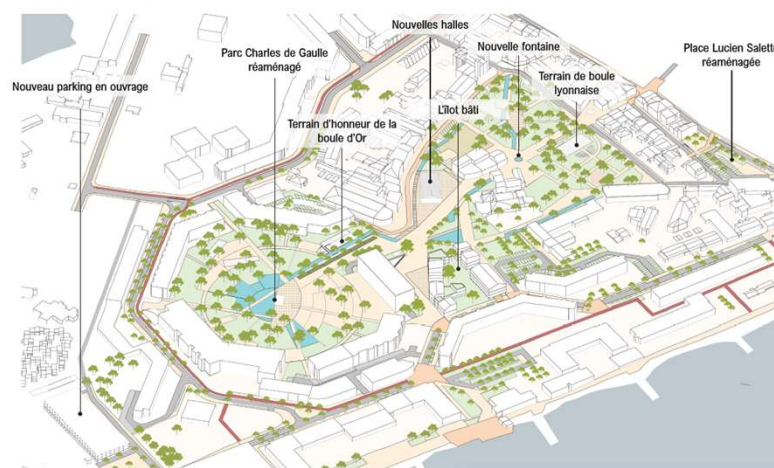 Nouvelles halles
Parc Charles de Gaulle
réaménagé
Nouvelle fontaine
Place Lucien Salette
réaménagée
Nouveau parking en ouvrage
Terrain de boule
lyonnaise
L'îlot bâti
Terrain d'honneur de la
boule d'Or